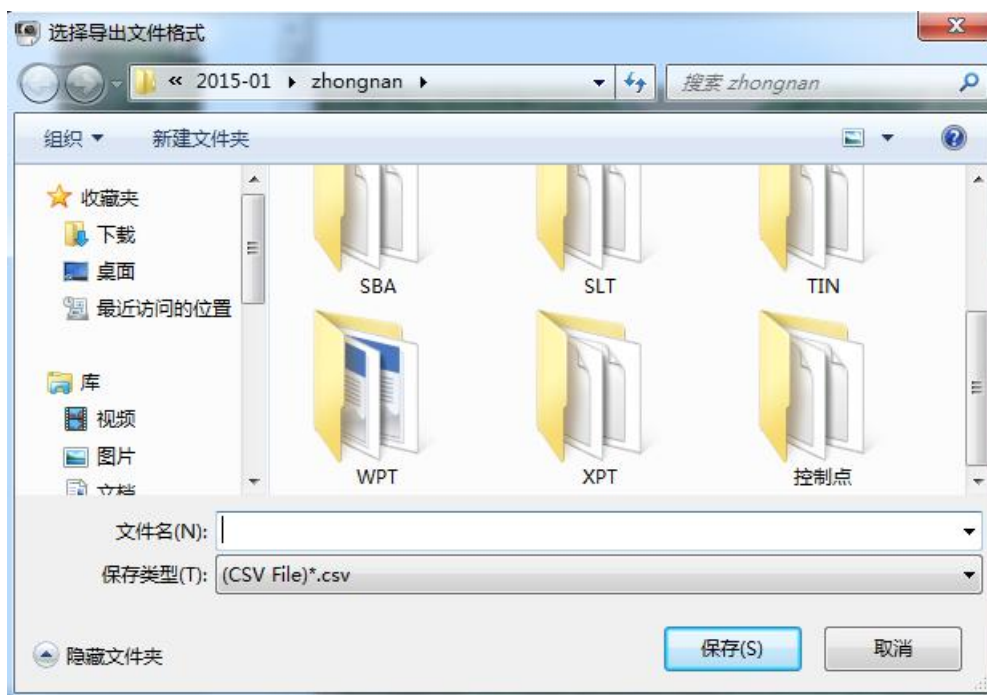 选择导出文件格式
« 2015-01 zhongnan
搜索 zhongnan
组织
新建文件夹
收藏夹
下载
桌面
最近访问的位置
库
视频
图片
文档
SBA
SLT
TIN
WPT
XPT
控制点
文件名(N):
保存类型(T): (CSV File)*.csv
隐藏文件夹
保存(S)
取消